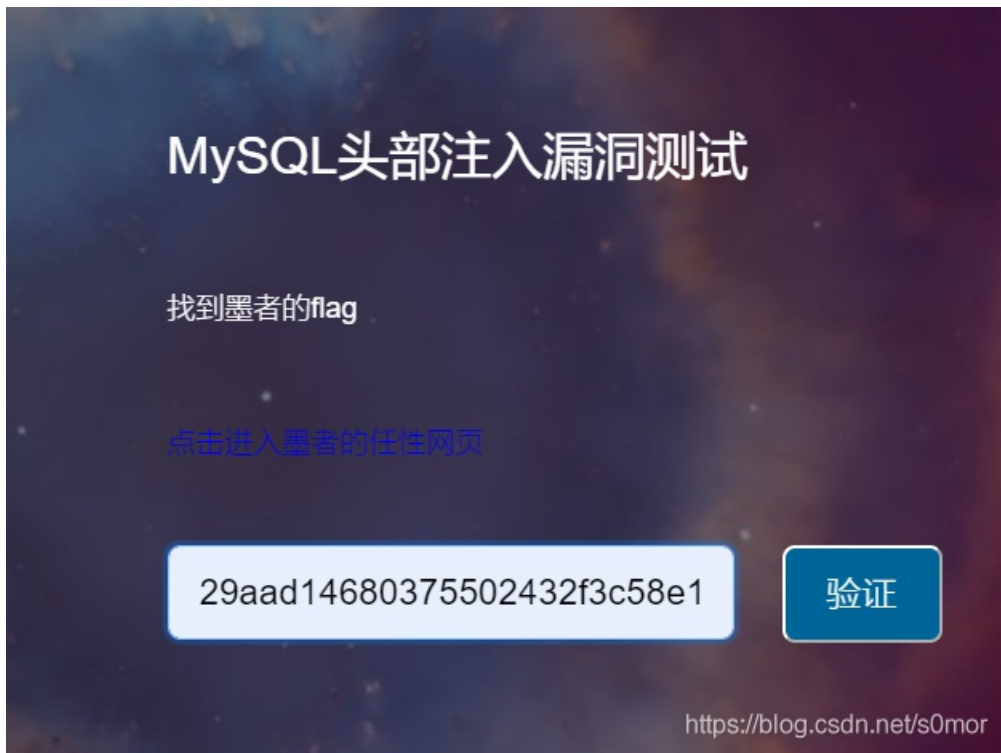 MySQL头部注入漏洞测试
找到墨者的flag
点击进入墨者的任性网页
29aad14680375502432f3c58e1
验证
https://blog.csdn.net/s0mor